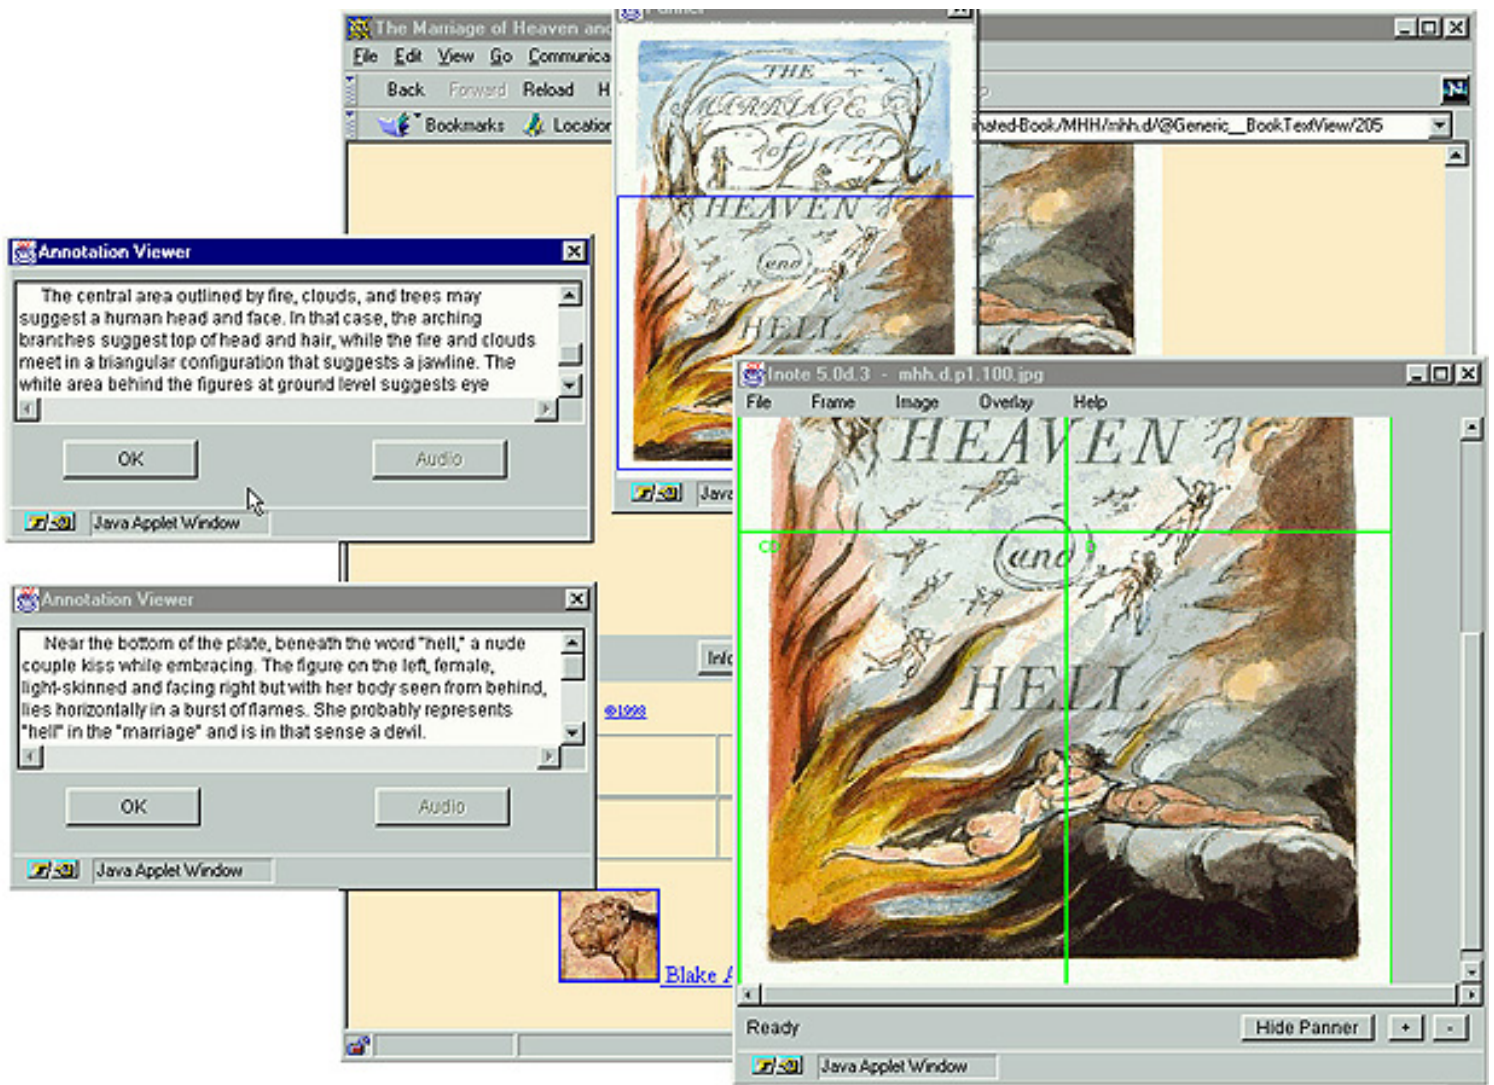 The Marriage of Heaven and
File Edit View Go Communica
Back Forward Reload H
Bookmarks Location
inated-Book/MHH/mhh.d/@Generic__BookTextView/205
Panner
THE
MARRIAGE
of
HEAVEN
and
HELL
Java
Annotation Viewer
The central area outlined by fire, clouds, and trees may
suggest a human head and face. In that case, the arching
branches suggest top of head and hair, while the fire and clouds
meet in a triangular configuration that suggests a jawline. The
white area behind the figures at ground level suggests eye
OK Audio
Java Applet Window
Annotation Viewer
Near the bottom of the plate, beneath the word "hell," a nude
couple kiss while embracing. The figure on the left, female,
light-skinned and facing right but with her body seen from behind,
lies horizontally in a burst of flames. She probably represents
"hell" in the "marriage" and is in that sense a devil.
OK Audio
Java Applet Window
Info
©1998
Blake A
Inote 5.0d.3 - mhh.d.p1.100.jpg
File Frame Image Overlay Help
HEAVEN
CD D
and
HELL
Ready Hide Panner + -
Java Applet Window